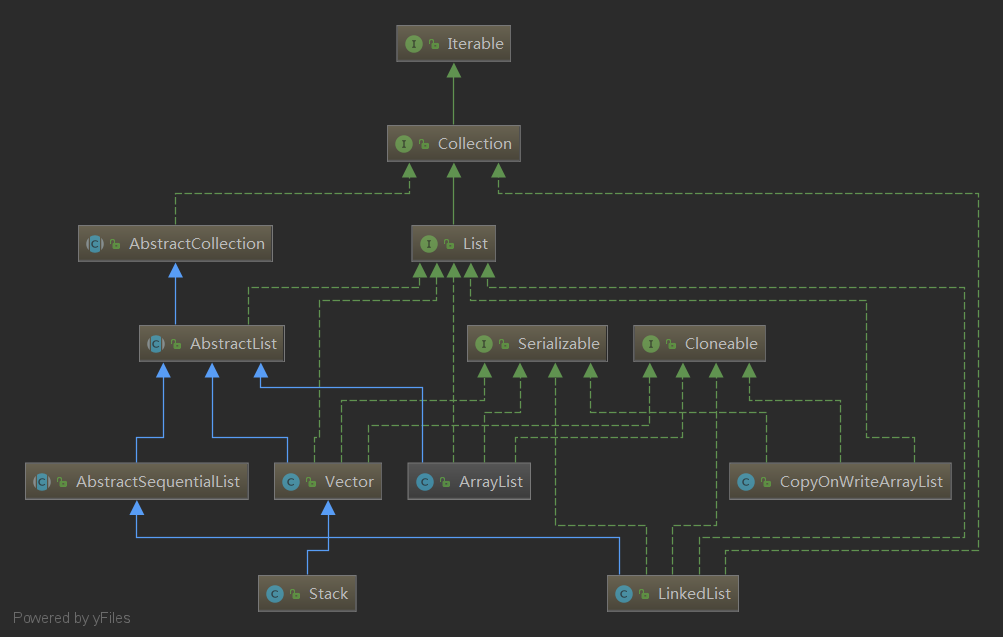 I Iterable
I Collection
C AbstractCollection
I List
C AbstractList
I Serializable
I Cloneable
C AbstractSequentialList
C Vector
C ArrayList
C CopyOnWriteArrayList
C Stack
C LinkedList
Powered by yFiles